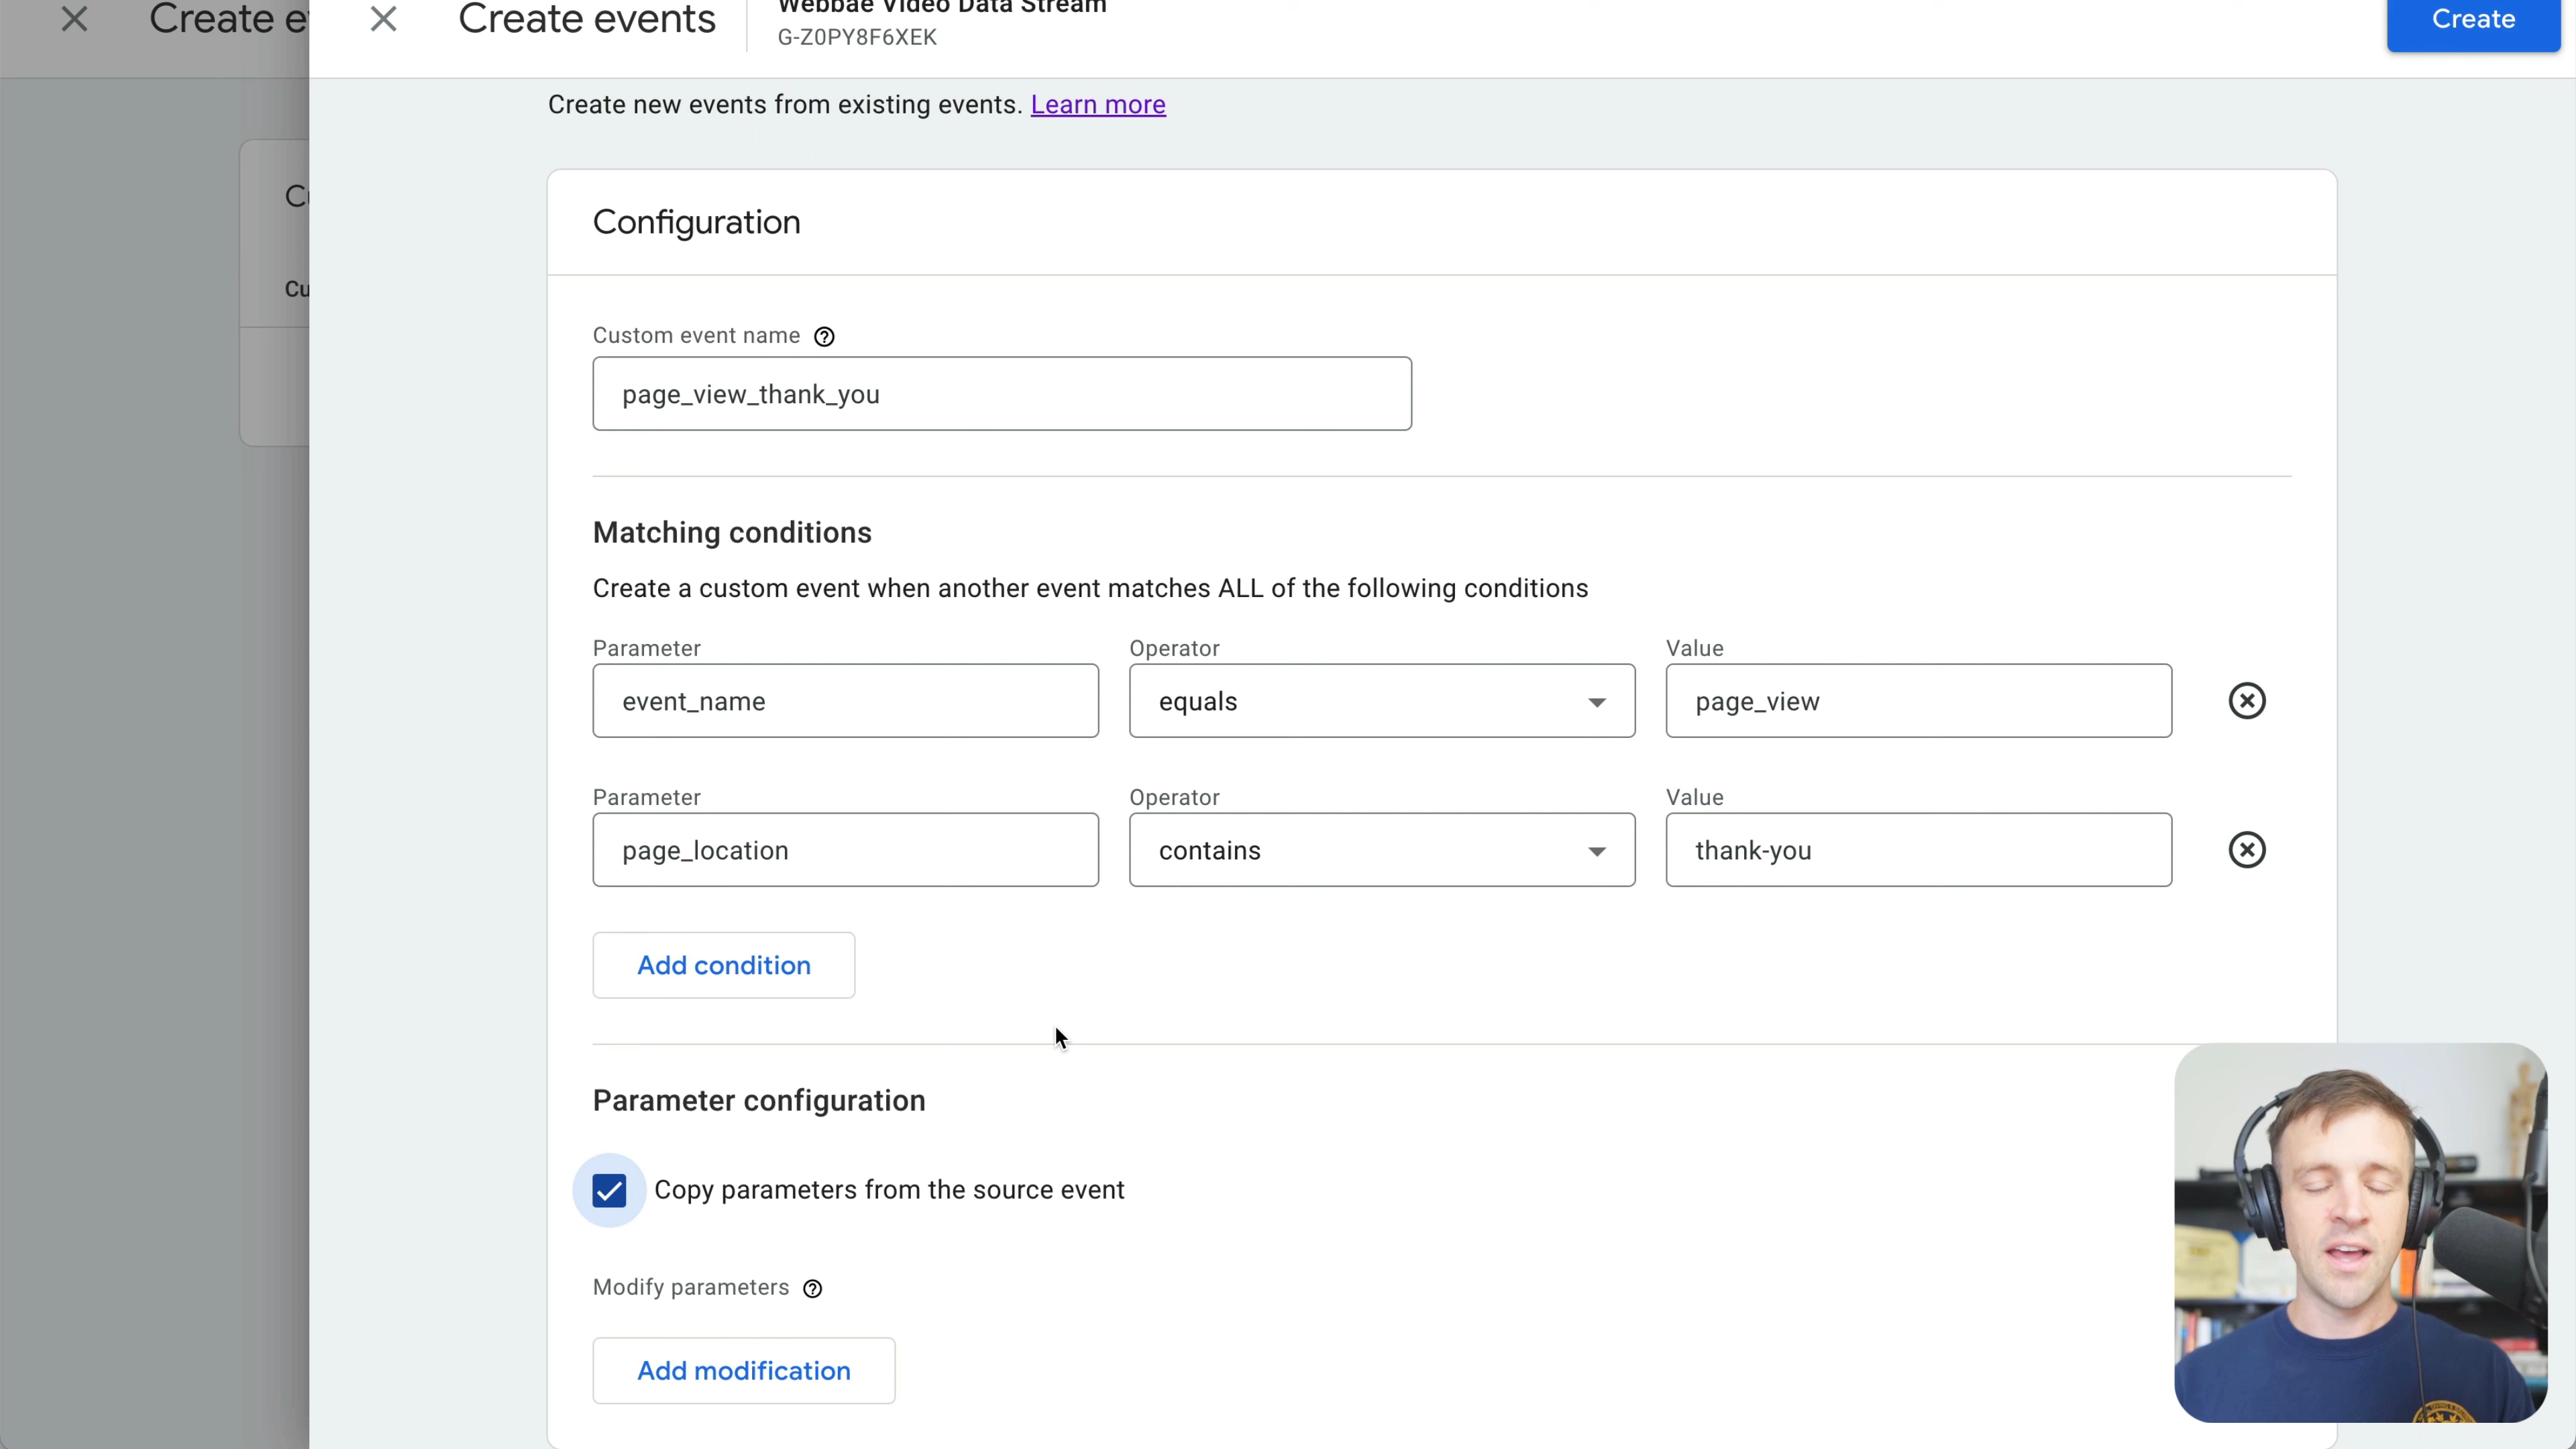 Create e
Create events
Webbae Video Data Stream
G-Z0PY8F6XEK
Create
Create new events from existing events. Learn more
Configuration
Cu
Custom event name
page_view_thank_you
Matching conditions
Create a custom event when another event matches ALL of the following conditions
Parameter Operator Value
event_name equals page_view
Parameter Operator Value
page_location contains thank-you
Add condition
Parameter configuration
Copy parameters from the source event
Modify parameters
Add modification